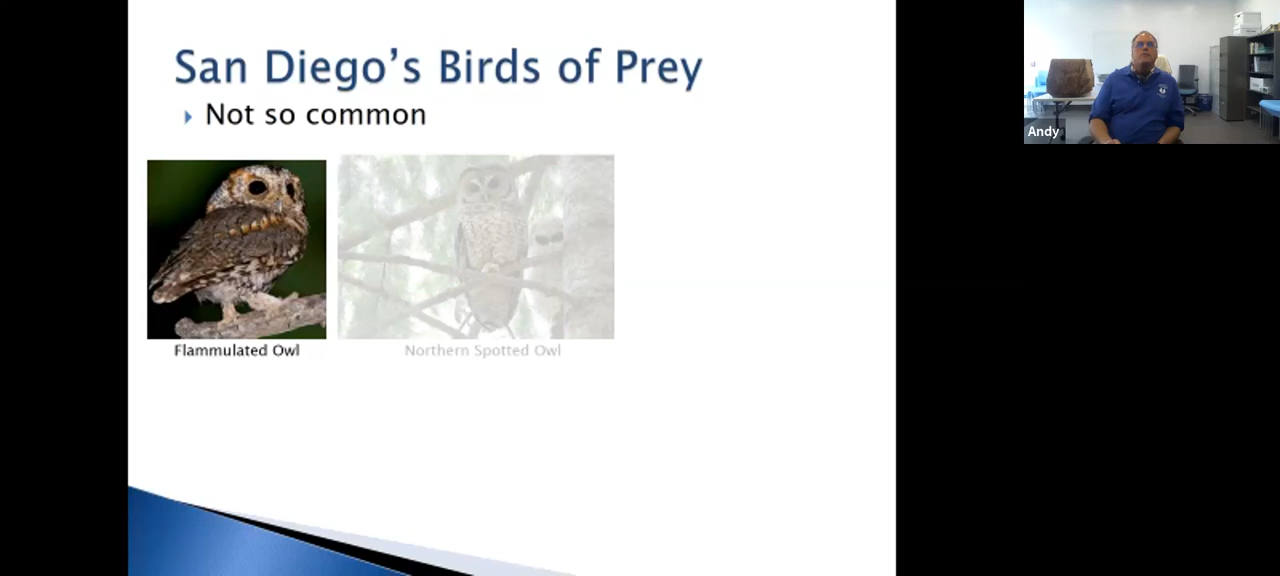 San Diego’s Birds of Prey
Not so common
Flammulated Owl
Northern Spotted Owl
Andy